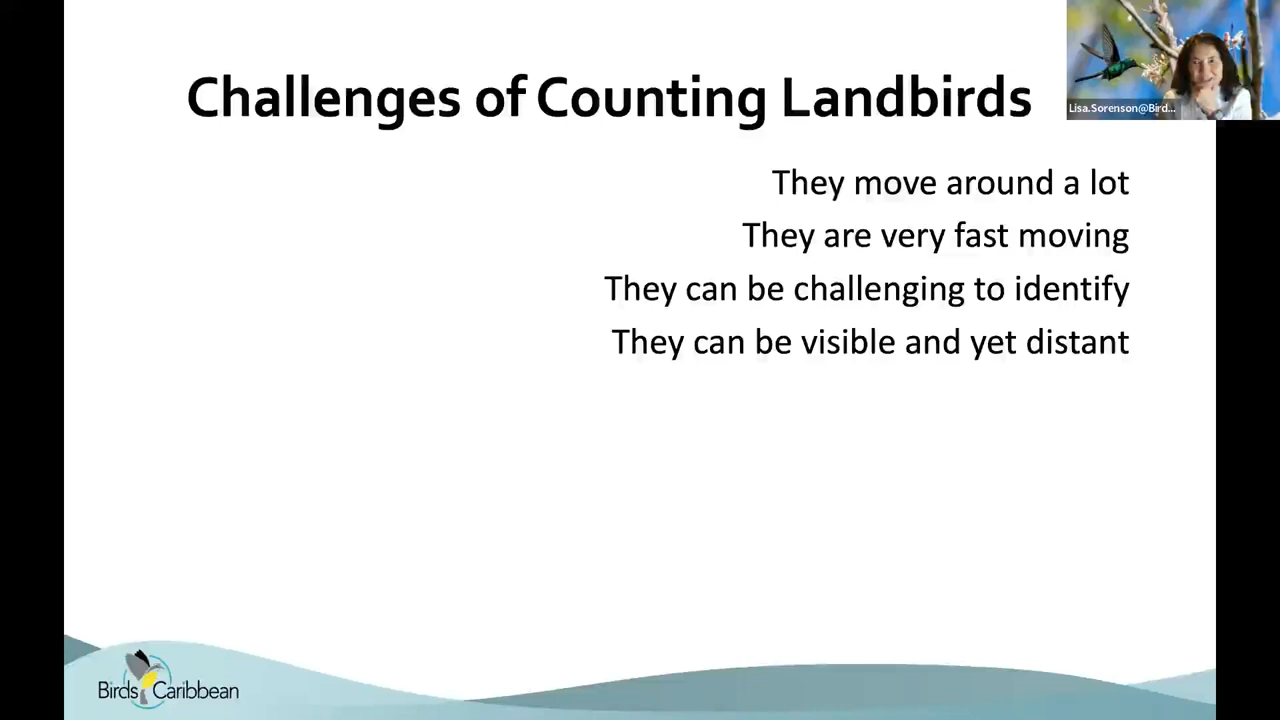 Challenges of Counting Landbirds
Lisa.Sorenson@Bird...
They move around a lot
They are very fast moving
They can be challenging to identify
They can be visible and yet distant
Birds Caribbean